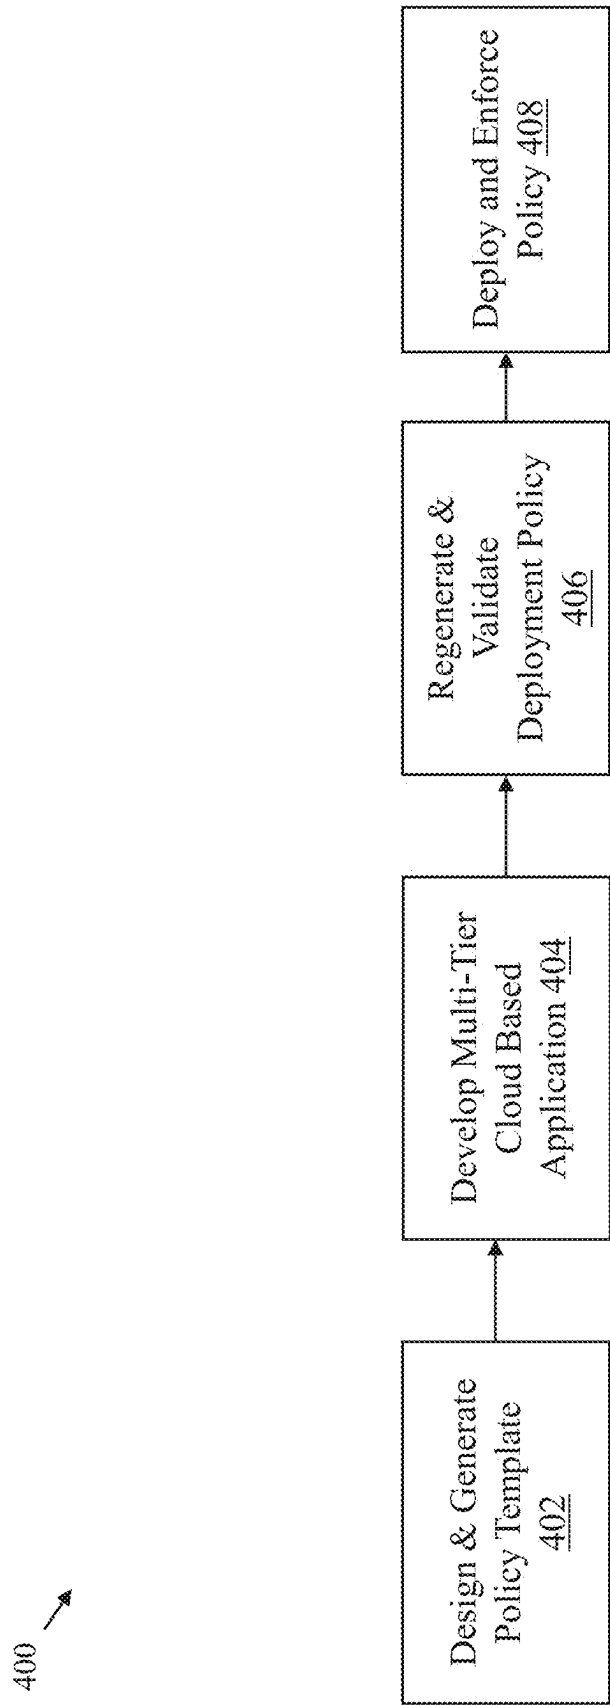 400
Design & Generate
Policy Template
402
Develop Multi-Tier
Cloud Based
Application 404
Regenerate &
Validate
Deployment Policy
406
Deploy and Enforce
Policy 408